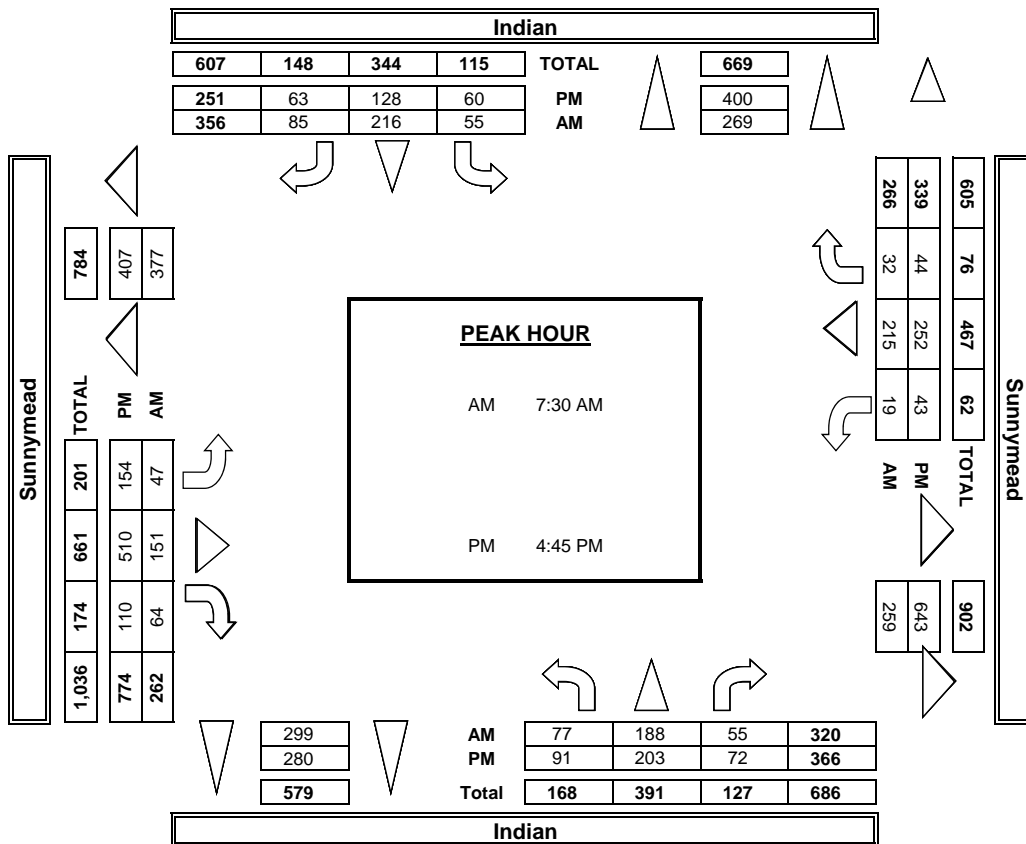 Indian
607 148 344 115 TOTAL 669
251 63 128 60 PM 400
356 85 216 55 AM 269
Sunnymead
784
407
377
TOTAL
PM
AM
201 661 174 1,036
154 510 110 774
47 151 64 262
PEAK HOUR
AM 7:30 AM
PM 4:45 PM
266 32 215 19 AM 259
339 44 252 43 PM 643
605 76 467 62 TOTAL 902
Sunnymead
299 AM 77 188 55 320
280 PM 91 203 72 366
579 Total 168 391 127 686
Indian